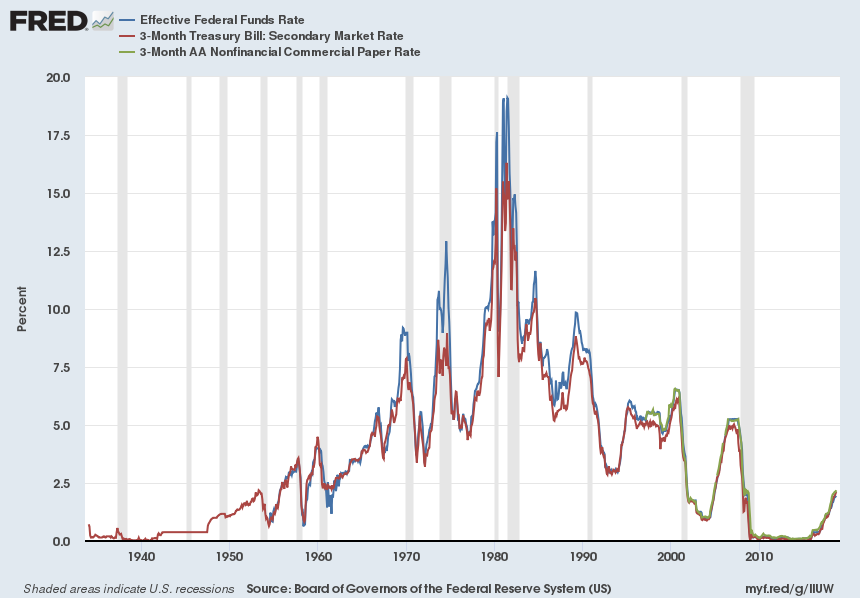 FRED
Effective Federal Funds Rate
3-Month Treasury Bill: Secondary Market Rate
3-Month AA Nonfinancial Commercial Paper Rate
20.0
17.5
15.0
12.5
10.0
7.5
5.0
2.5
0.0
Percent
1940 1950 1960 1970 1980 1990 2000 2010
Shaded areas indicate U.S. recessions Source: Board of Governors of the Federal Reserve System (US) myf.red/g/lIUW